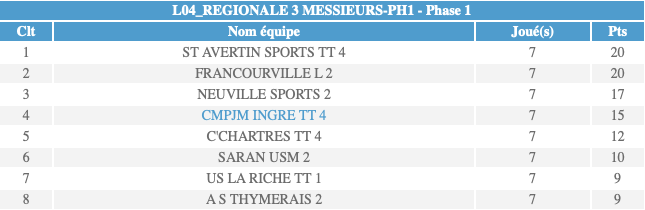 L04_REGIONALE 3 MESSIEURS-PH1 - Phase 1
Clt Nom équipe Joué(s) Pts
1 ST AVERTIN SPORTS TT 4 7 20
2 FRANCOURVILLE L 2 7 20
3 NEUVILLE SPORTS 2 7 17
4 CMPJM INGRE TT 4 7 15
5 C'CHARTRES TT 4 7 12
6 SARAN USM 2 7 10
7 US LA RICHE TT 1 7 9
8 A S THYMERAIS 2 7 9